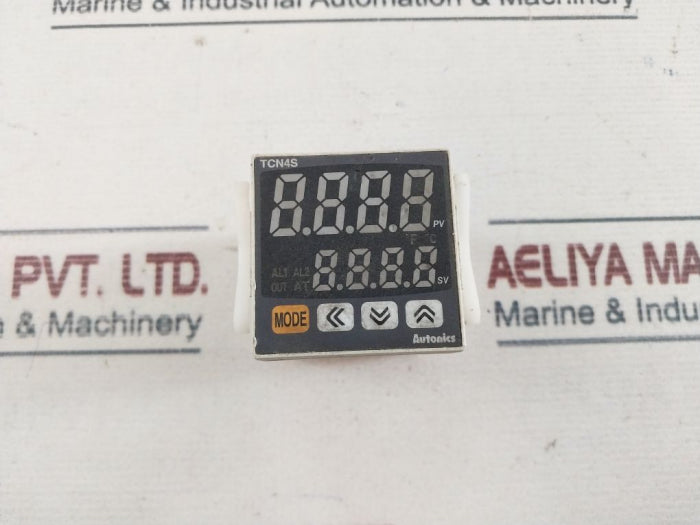 Marine & Industrial Automation & Machinery
TCN4S
8.8.8.8
PV
°F °C
AL1 AL2
8.8.8.8
SV
OUT AT
MODE
Autonics
PVT. LTD.
& Machinery
AELIYA MA
Marine & Indu